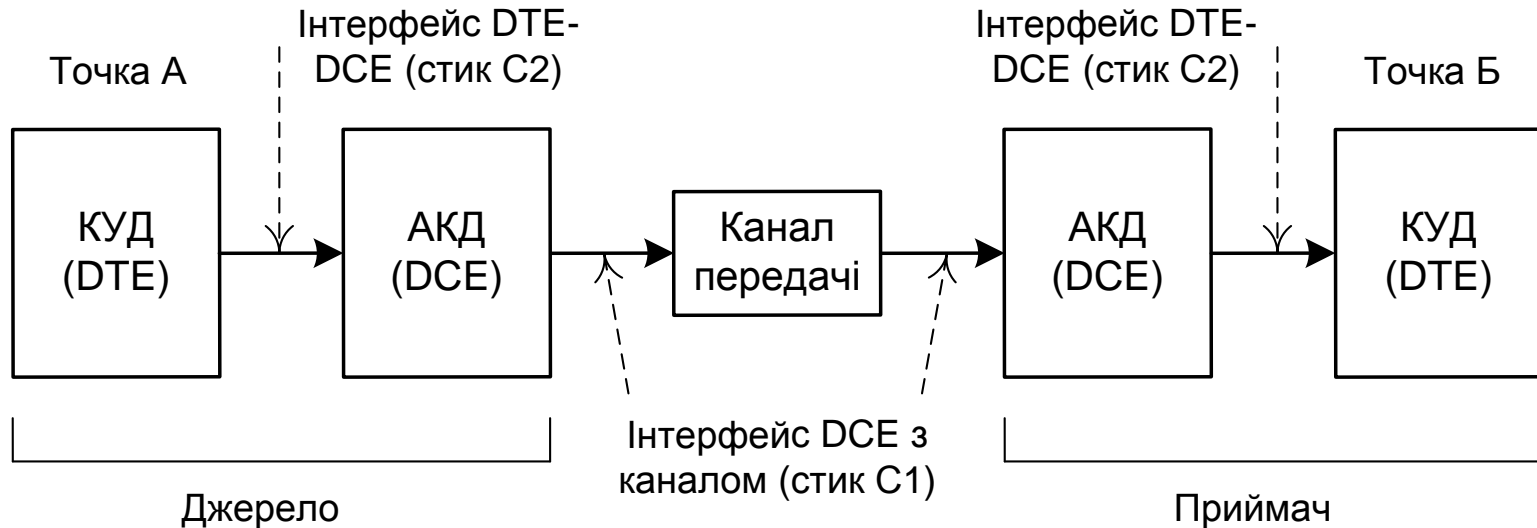 Точка А
Інтерфейс DTE-
DCE (стик С2)
Інтерфейс DTE-
DCE (стик С2)
Точка Б
КУД
(DTE)
АКД
(DCE)
Канал
передачі
АКД
(DCE)
КУД
(DTE)
Інтерфейс DCE з
каналом (стик С1)
Джерело
Приймач